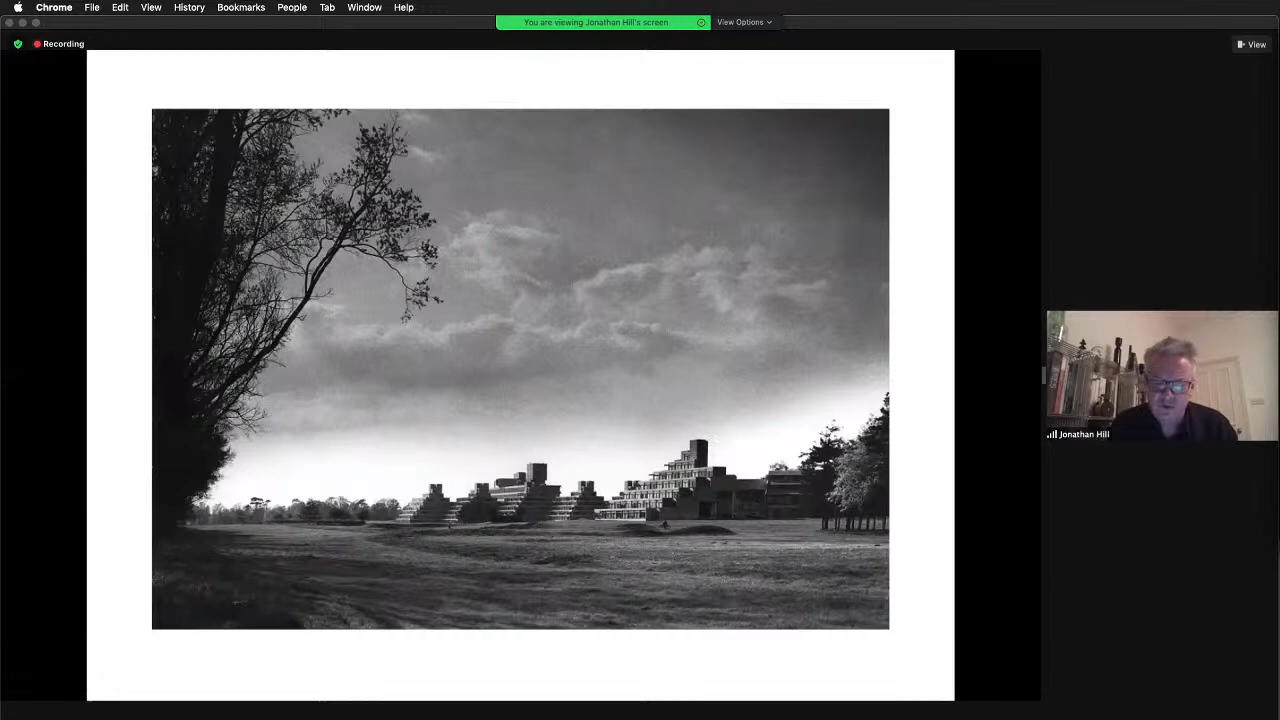 Chrome File Edit View History Bookmarks People Tab Window Help
You are viewing Jonathan Hill's screen View Options
Recording View
Jonathan Hill